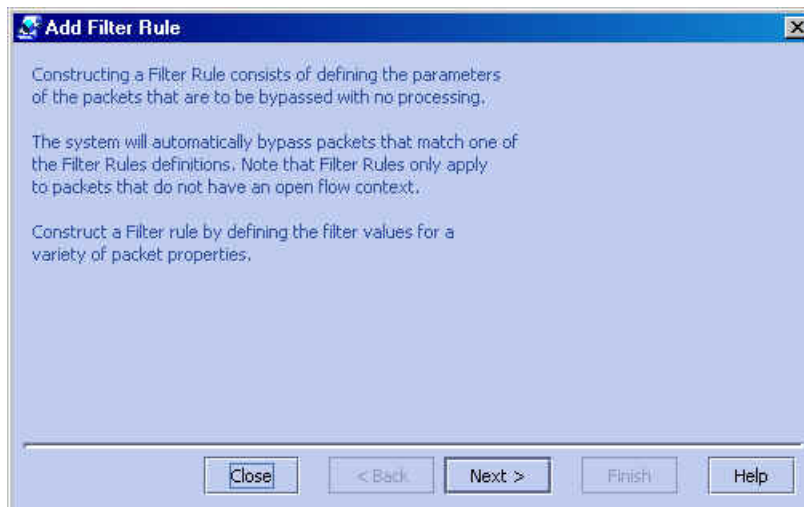 Add Filter Rule
Constructing a Filter Rule consists of defining the parameters
of the packets that are to be bypassed with no processing.
The system will automatically bypass packets that match one of
the Filter Rules definitions. Note that Filter Rules only apply
to packets that do not have an open flow context.
Construct a Filter rule by defining the filter values for a
variety of packet properties.
Close
< Back
Next >
Finish
Help